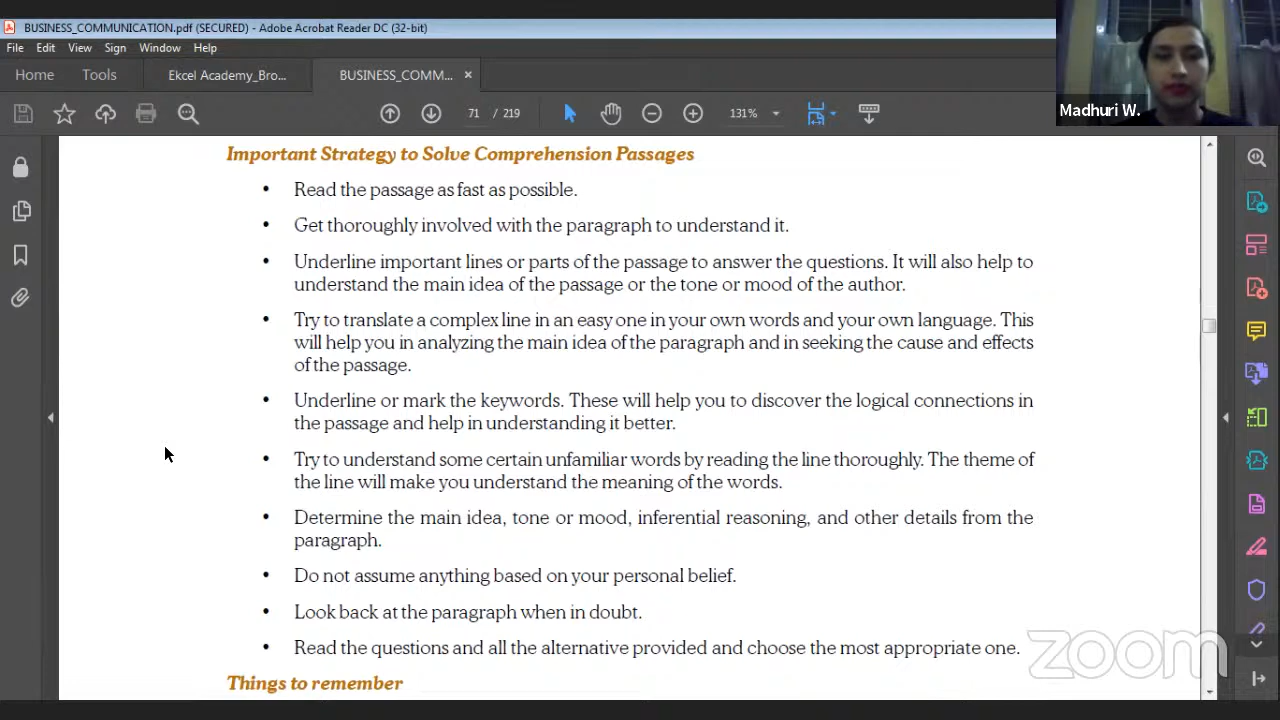 BUSINESS_COMMUNICATION.pdf (SECURED) - Adobe Acrobat Reader DC (32-bit)
File Edit View Sign Window Help
Home Tools Ekcel Academy_Bro... BUSINESS_COMM... ×
71 / 219 131%
Madhuri W.
Important Strategy to Solve Comprehension Passages
• Read the passage as fast as possible.
• Get thoroughly involved with the paragraph to understand it.
• Underline important lines or parts of the passage to answer the questions. It will also help to
understand the main idea of the passage or the tone or mood of the author.
• Try to translate a complex line in an easy one in your own words and your own language. This
will help you in analyzing the main idea of the paragraph and in seeking the cause and effects
of the passage.
• Underline or mark the keywords. These will help you to discover the logical connections in
the passage and help in understanding it better.
• Try to understand some certain unfamiliar words by reading the line thoroughly. The theme of
the line will make you understand the meaning of the words.
• Determine the main idea, tone or mood, inferential reasoning, and other details from the
paragraph.
• Do not assume anything based on your personal belief.
• Look back at the paragraph when in doubt.
• Read the questions and all the alternative provided and choose the most appropriate one.
zoom
Things to remember